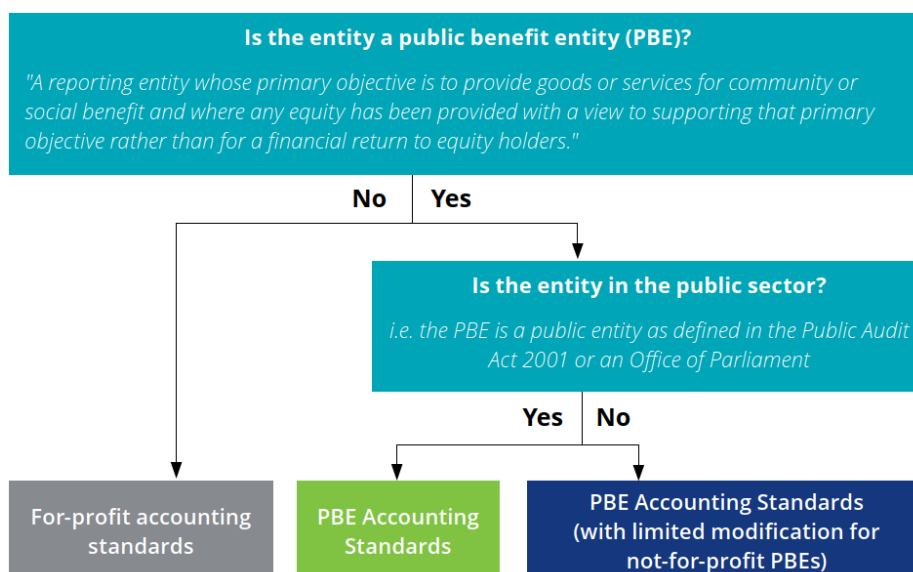 Is the entity a public benefit entity (PBE)?
"A reporting entity whose primary objective is to provide goods or services for community or
social benefit and where any equity has been provided with a view to supporting that primary
objective rather than for a financial return to equity holders."
No Yes
Is the entity in the public sector?
i.e. the PBE is a public entity as defined in the Public Audit
Act 2001 or an Office of Parliament
Yes No
For-profit accounting
standards
PBE Accounting
Standards
PBE Accounting Standards
(with limited modification for
not-for-profit PBEs)